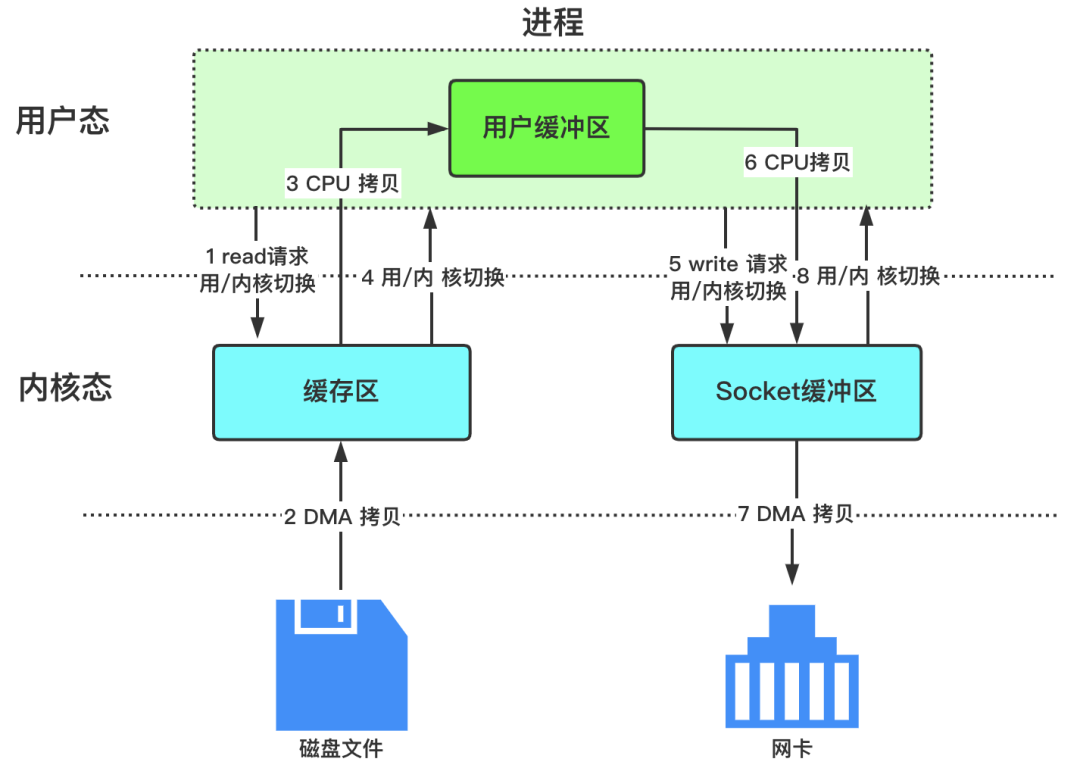 进程
用户态
用户缓冲区
3 CPU 拷贝
6 CPU拷贝
1 read请求
用/内核切换
4 用/内 核切换
5 write 请求
用/内核切换
8 用/内 核切换
内核态
缓存区
Socket缓冲区
2 DMA 拷贝
7 DMA 拷贝
磁盘文件
网卡